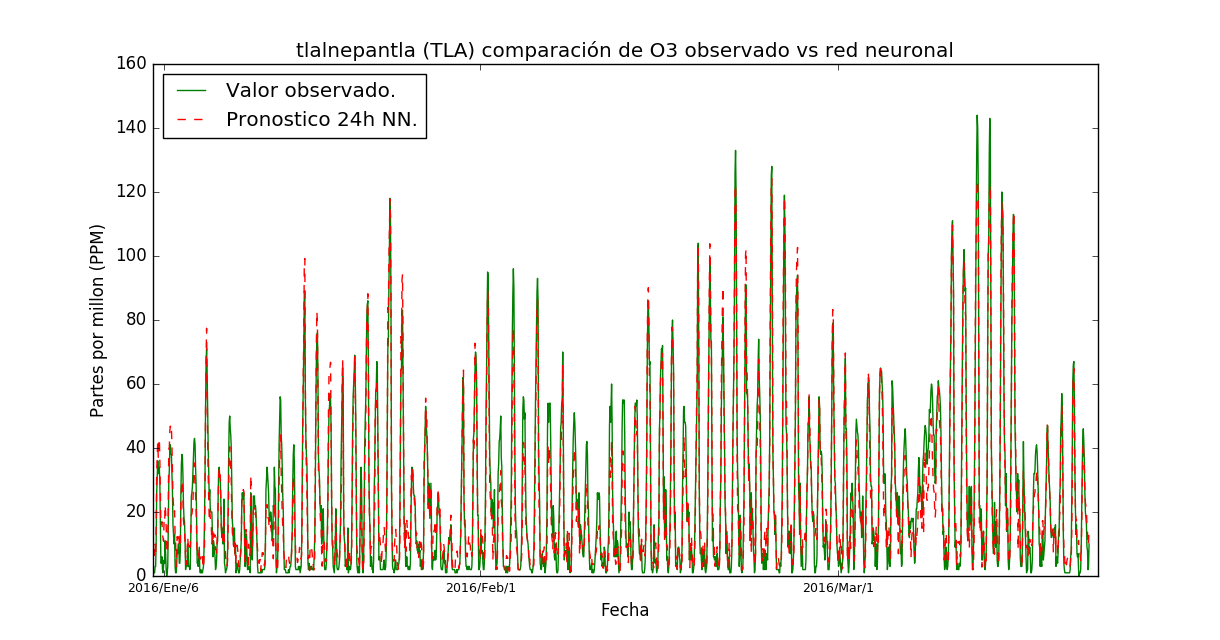 tlalnepantla (TLA) comparación de O3 observado vs red neuronal
160
140
120
100
80
60
40
20
0
Valor observado.
Pronostico 24h NN.
Partes por millon (PPM)
2016/Ene/6
2016/Feb/1
2016/Mar/1
Fecha